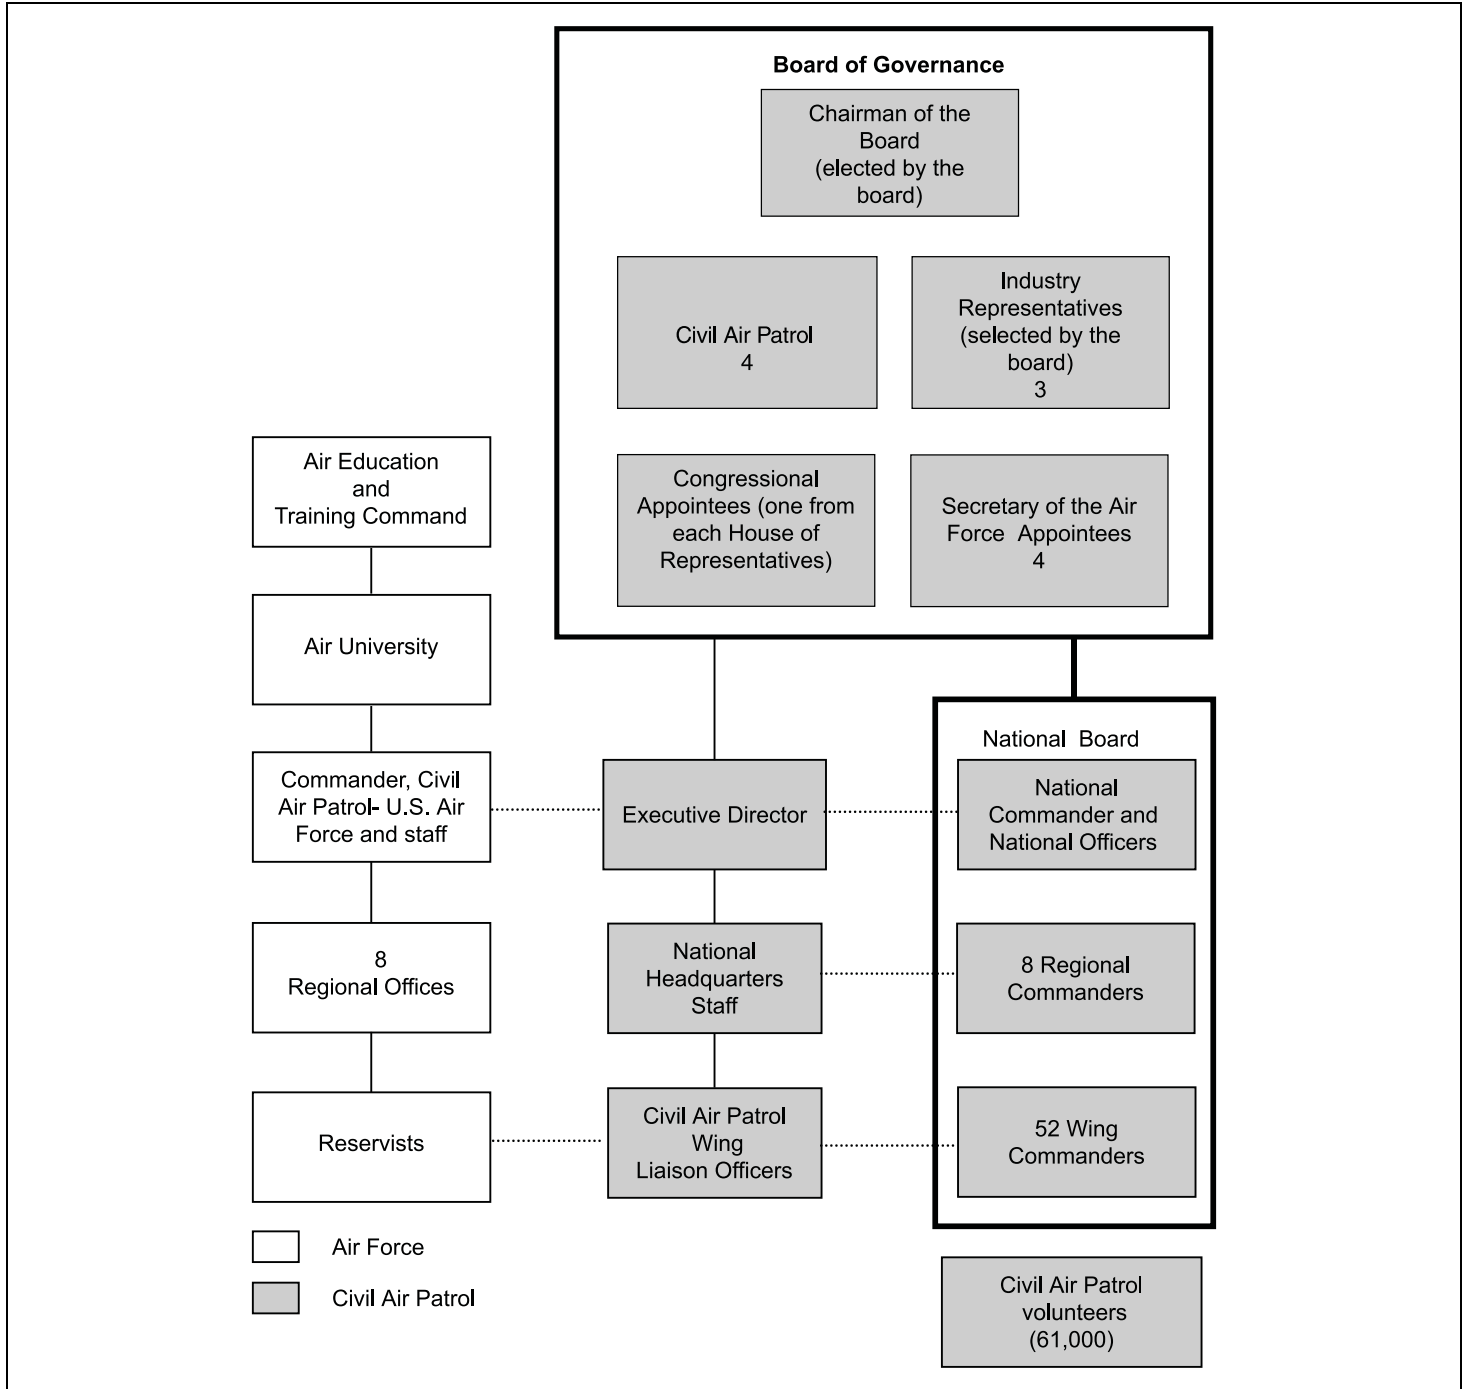 Board of Governance
Chairman of the
Board
(elected by the
board)
Civil Air Patrol
4
Industry
Representatives
(selected by the
board)
3
Congressional
Appointees (one from
each House of
Representatives)
Secretary of the Air
Force Appointees
4
Air Education
and
Training Command
Air University
Commander, Civil
Air Patrol- U.S. Air
Force and staff
8
Regional Offices
Reservists
Executive Director
National
Headquarters
Staff
Civil Air Patrol
Wing
Liaison Officers
National Board
National
Commander and
National Officers
8 Regional
Commanders
52 Wing
Commanders
Air Force
Civil Air Patrol
Civil Air Patrol
volunteers
(61,000)